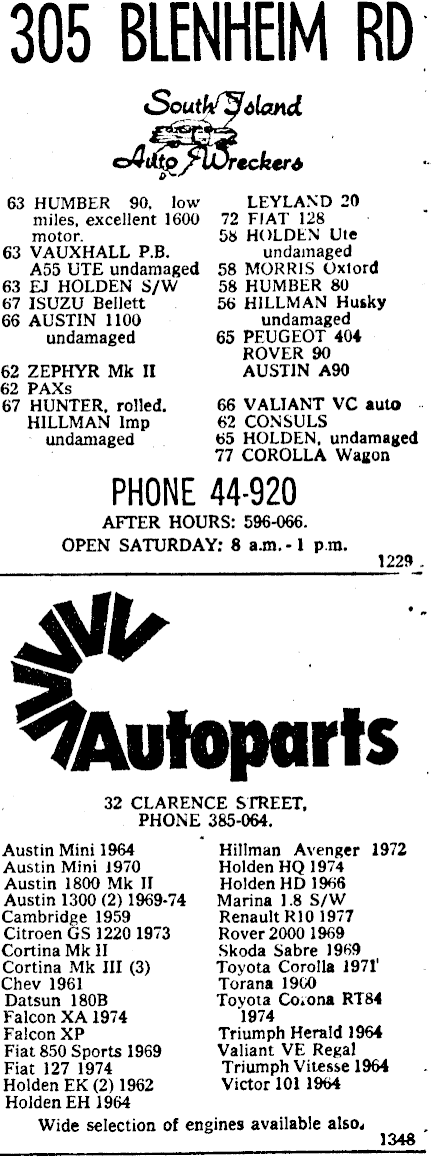 305 BLENHEIM RD
South Island
Auto Wreckers
63 HUMBER 90, low
miles, excellent 1600
motor.
63 VAUXHALL P.B.
A55 UTE undamaged
63 EJ HOLDEN S/W
67 ISUZU Bellett
66 AUSTIN 1100
undamaged
62 ZEPHYR Mk II
62 PAXs
67 HUNTER, rolled.
HILLMAN Imp
undamaged
LEYLAND 20
72 FIAT 128
58 HOLDEN Ute
undamaged
58 MORRIS Oxford
58 HUMBER 80
56 HILLMAN Husky
undamaged
65 PEUGEOT 404
ROVER 90
AUSTIN A90
66 VALIANT VC auto
62 CONSULS
65 HOLDEN, undamaged
77 COROLLA Wagon
PHONE 44-920
AFTER HOURS: 596-066.
OPEN SATURDAY: 8 a.m. - 1 p.m.
1229
Autoparts
32 CLARENCE STREET,
PHONE 385-064.
Austin Mini 1964
Austin Mini 1970
Austin 1800 Mk II
Austin 1300 (2) 1969-74
Cambridge 1959
Citroen GS 1220 1973
Cortina Mk II
Cortina Mk III (3)
Chev 1961
Datsun 180B
Falcon XA 1974
Falcon XP
Fiat 850 Sports 1969
Fiat 127 1974
Holden EK (2) 1962
Holden EH 1964
Hillman Avenger 1972
Holden HQ 1974
Holden HD 1966
Marina 1.8 S/W
Renault R10 1977
Rover 2000 1969
Skoda Sabre 1969
Toyota Corolla 1971
Torana 1900
Toyota Corona RT84
1974
Triumph Herald 1964
Valiant VE Regal
Triumph Vitesse 1964
Victor 101 1964
Wide selection of engines available also.
1348